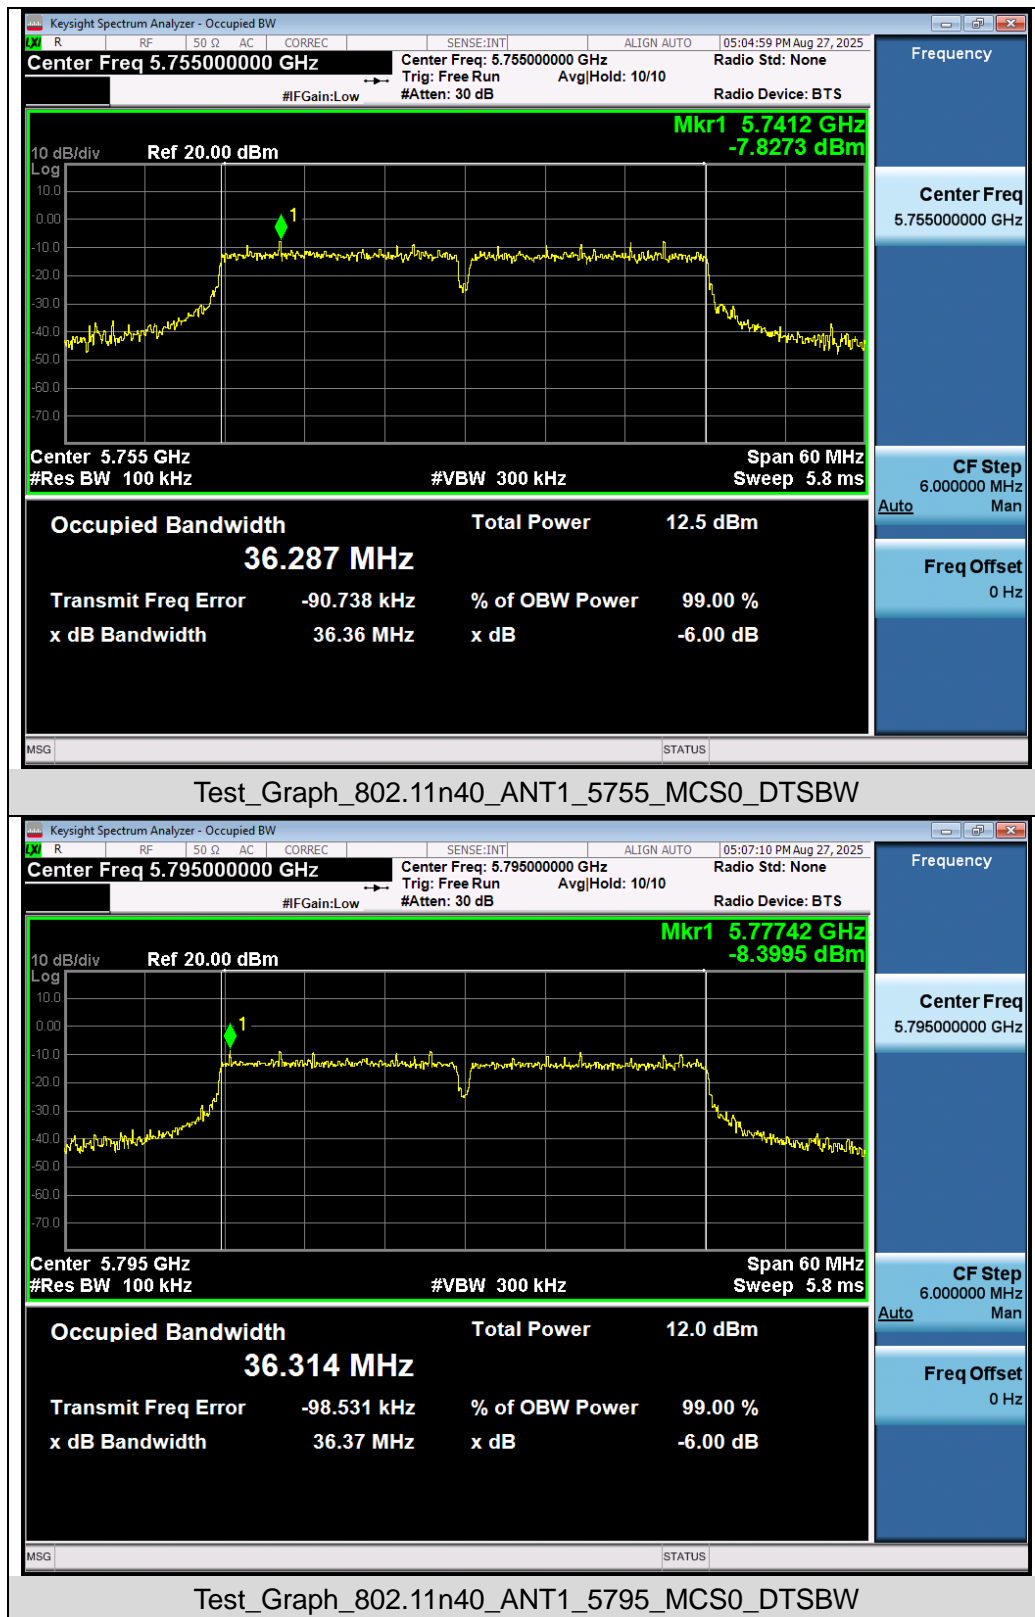 Keysight Spectrum Analyzer - Occupied BW
LXI R RF 50 Ω AC CORREC SENSE:INT ALIGN AUTO 05:04:59 PM Aug 27, 2025
Center Freq 5.755000000 GHz Center Freq: 5.755000000 GHz Radio Std: None
Trig: Free Run Avg|Hold: 10/10
#IFGain:Low #Atten: 30 dB Radio Device: BTS
Frequency
Mkr1 5.7412 GHz
-7.8273 dBm
10 dB/div Ref 20.00 dBm
Log
10.0
0.00
-10.0
-20.0
-30.0
-40.0
-50.0
-60.0
-70.0
1
Center 5.755 GHz Span 60 MHz
#Res BW 100 kHz #VBW 300 kHz Sweep 5.8 ms
Center Freq
5.755000000 GHz
CF Step
6.000000 MHz
Auto Man
Freq Offset
0 Hz
Occupied Bandwidth Total Power 12.5 dBm
36.287 MHz
Transmit Freq Error -90.738 kHz % of OBW Power 99.00 %
x dB Bandwidth 36.36 MHz x dB -6.00 dB
MSG STATUS
Test_Graph_802.11n40_ANT1_5755_MCS0_DTSBW
Keysight Spectrum Analyzer - Occupied BW
LXI R RF 50 Ω AC CORREC SENSE:INT ALIGN AUTO 05:07:10 PM Aug 27, 2025
Center Freq 5.795000000 GHz Center Freq: 5.795000000 GHz Radio Std: None
Trig: Free Run Avg|Hold: 10/10
#IFGain:Low #Atten: 30 dB Radio Device: BTS
Frequency
Mkr1 5.77742 GHz
-8.3995 dBm
10 dB/div Ref 20.00 dBm
Log
10.0
0.00
-10.0
-20.0
-30.0
-40.0
-50.0
-60.0
-70.0
1
Center 5.795 GHz Span 60 MHz
#Res BW 100 kHz #VBW 300 kHz Sweep 5.8 ms
Center Freq
5.795000000 GHz
CF Step
6.000000 MHz
Auto Man
Freq Offset
0 Hz
Occupied Bandwidth Total Power 12.0 dBm
36.314 MHz
Transmit Freq Error -98.531 kHz % of OBW Power 99.00 %
x dB Bandwidth 36.37 MHz x dB -6.00 dB
MSG STATUS
Test_Graph_802.11n40_ANT1_5795_MCS0_DTSBW